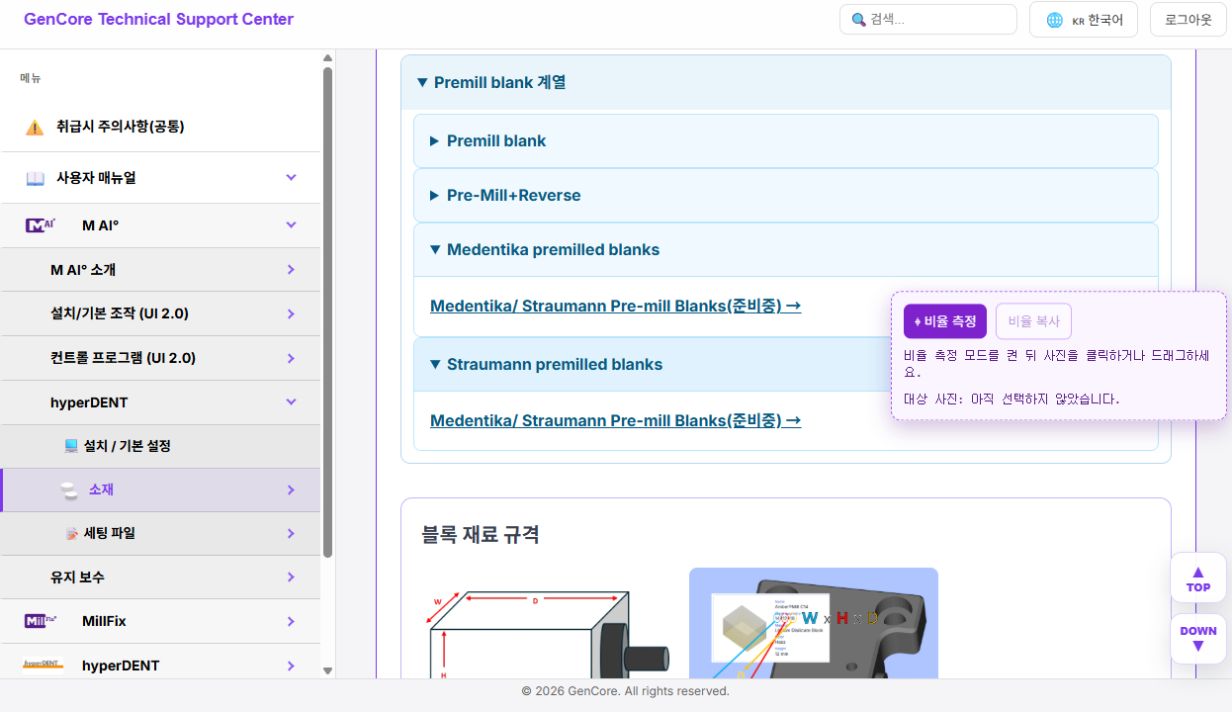 GenCore Technical Support Center
검색...
KR 한국어
로그아웃
메뉴
취급시 주의사항(공통)
사용자 매뉴얼
M AI°
M AI°
M AI° 소개
설치/기본 조작 (UI 2.0)
컨트롤 프로그램 (UI 2.0)
hyperDENT
설치 / 기본 설정
소재
세팅 파일
유지 보수
MillFix
MillFix
hyperDENT
hyperDENT
▼ Premill blank 계열
▶ Premill blank
▶ Pre-Mill+Reverse
▼ Medentika premilled blanks
Medentika/ Straumann Pre-mill Blanks(준비중) →
▼ Straumann premilled blanks
Medentika/ Straumann Pre-mill Blanks(준비중) →
비율 측정
비율 복사
비율 측정 모드를 켠 뒤 사진을 클릭하거나 드래그하세
요.
대상 사진: 아직 선택하지 않았습니다.
블록 재료 규격
W
D
H
W x H x D
▲
TOP
DOWN
▼
© 2026 GenCore. All rights reserved.